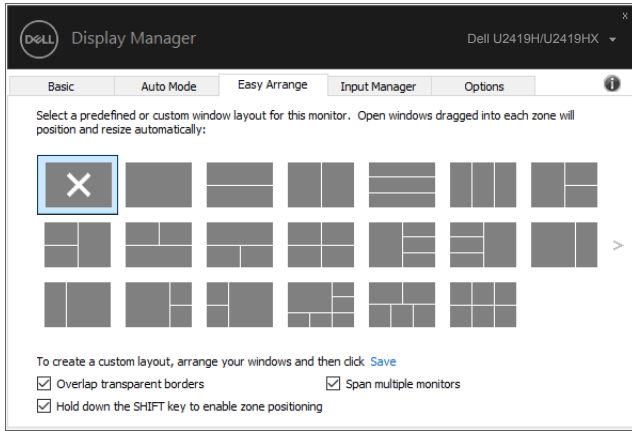 x
DELL Display Manager Dell U2419H/U2419HX
Basic Auto Mode Easy Arrange Input Manager Options
Select a predefined or custom window layout for this monitor. Open windows dragged into each zone will
position and resize automatically:
>
To create a custom layout, arrange your windows and then click Save
Overlap transparent borders Span multiple monitors
Hold down the SHIFT key to enable zone positioning